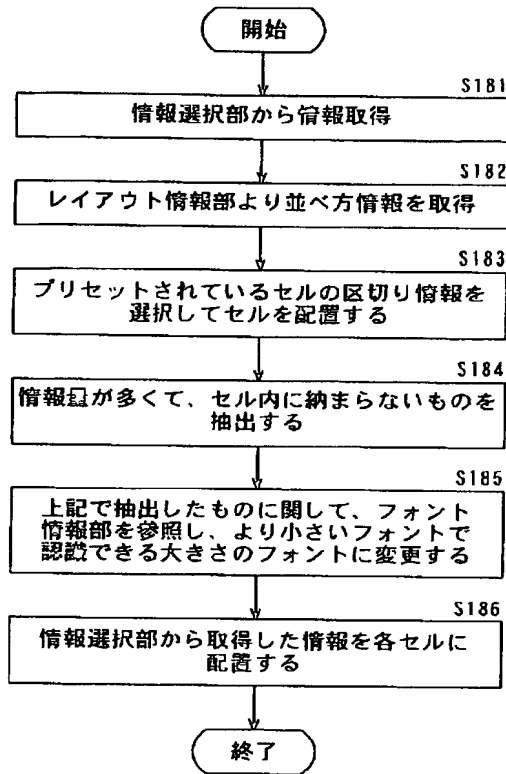 開始
S181
情報選択部から情報取得
S182
レイアウト情報部より並べ方情報を取得
S183
プリセットされているセルの区切り情報を
選択してセルを配置する
S184
情報量が多くて、セル内に納まらないものを
抽出する
S185
上記で抽出したものに関して、フォント
情報部を参照し、より小さいフォントで
認識できる大きさのフォントに変更する
S186
情報選択部から取得した情報を各セルに
配置する
終了